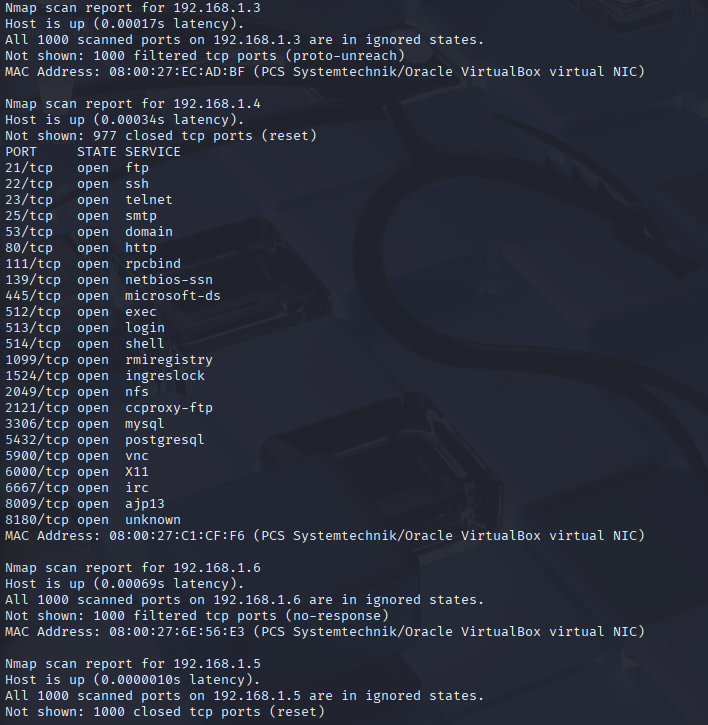 Nmap scan report for 192.168.1.3
Host is up (0.00017s latency).
All 1000 scanned ports on 192.168.1.3 are in ignored states.
Not shown: 1000 filtered tcp ports (proto-unreach)
MAC Address: 08:00:27:EC:AD:BF (PCS Systemtechnik/Oracle VirtualBox virtual NIC)

Nmap scan report for 192.168.1.4
Host is up (0.00034s latency).
Not shown: 977 closed tcp ports (reset)
PORT     STATE SERVICE
21/tcp   open  ftp
22/tcp   open  ssh
23/tcp   open  telnet
25/tcp   open  smtp
53/tcp   open  domain
80/tcp   open  http
111/tcp  open  rpcbind
139/tcp  open  netbios-ssn
445/tcp  open  microsoft-ds
512/tcp  open  exec
513/tcp  open  login
514/tcp  open  shell
1099/tcp open  rmiregistry
1524/tcp open  ingreslock
2049/tcp open  nfs
2121/tcp open  ccproxy-ftp
3306/tcp open  mysql
5432/tcp open  postgresql
5900/tcp open  vnc
6000/tcp open  X11
6667/tcp open  irc
8009/tcp open  ajp13
8180/tcp open  unknown
MAC Address: 08:00:27:C1:CF:F6 (PCS Systemtechnik/Oracle VirtualBox virtual NIC)

Nmap scan report for 192.168.1.6
Host is up (0.00069s latency).
All 1000 scanned ports on 192.168.1.6 are in ignored states.
Not shown: 1000 filtered tcp ports (no-response)
MAC Address: 08:00:27:6E:56:E3 (PCS Systemtechnik/Oracle VirtualBox virtual NIC)

Nmap scan report for 192.168.1.5
Host is up (0.0000010s latency).
All 1000 scanned ports on 192.168.1.5 are in ignored states.
Not shown: 1000 closed tcp ports (reset)